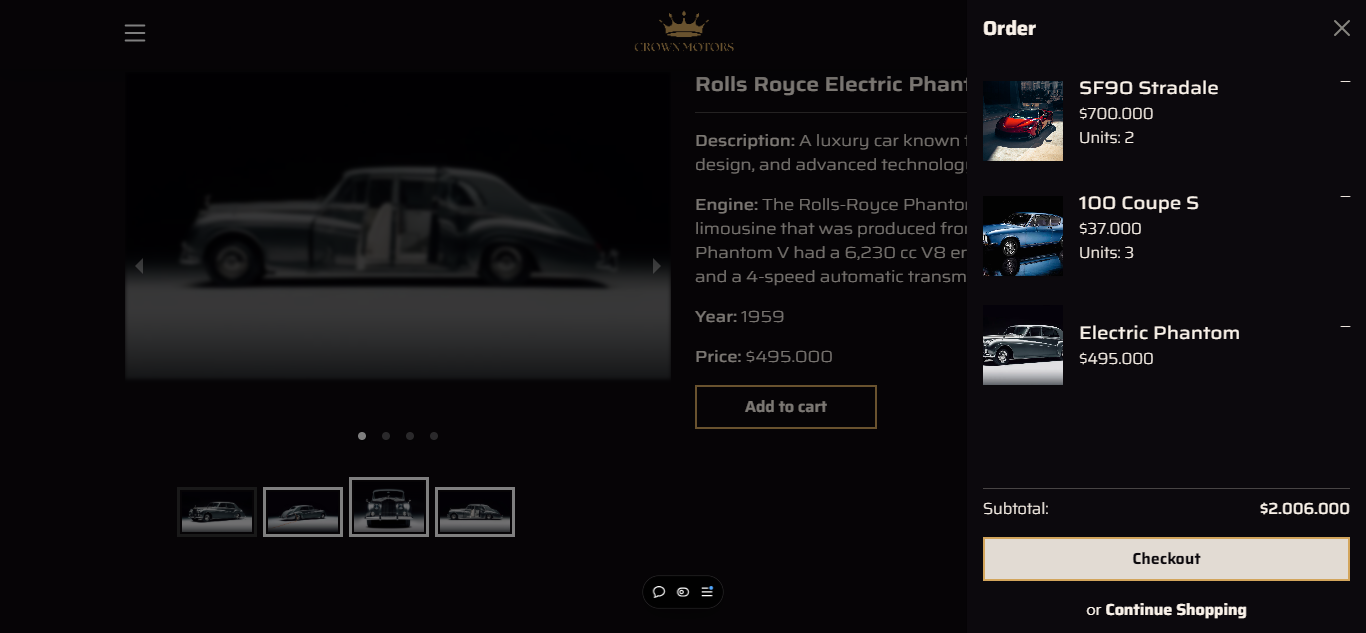 CROWN MOTORS
Rolls Royce Electric Phant
Description: A luxury car known
design, and advanced technolog
Engine: The Rolls-Royce Phanto
limousine that was produced fro
Phantom V had a 6,230 cc V8 e
and a 4-speed automatic transm
Year: 1959
Price: $495.000
Add to cart
Order
SF90 Stradale
$700.000
Units: 2
100 Coupe S
$37.000
Units: 3
Electric Phantom
$495.000
Subtotal: $2.006.000
Checkout
or Continue Shopping